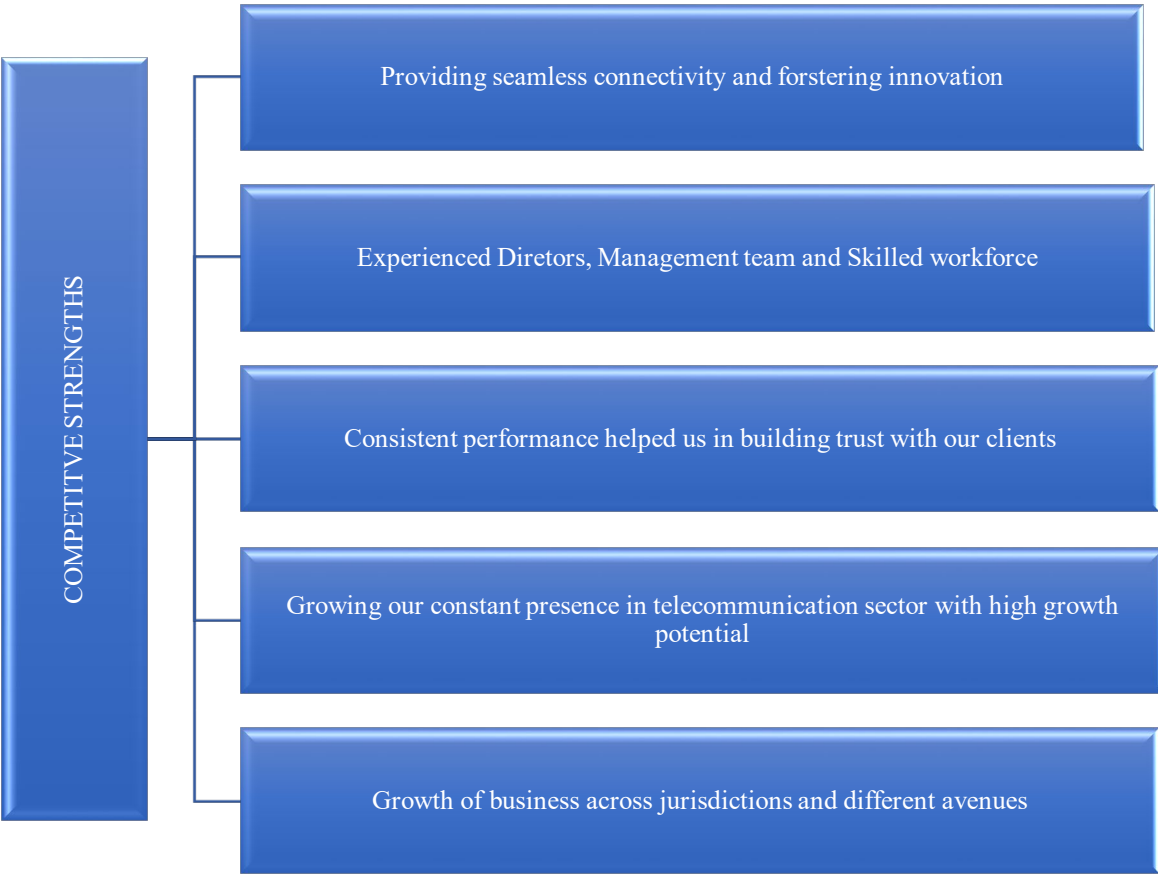 COMPETITVE STRENGTHS
Providing seamless connectivity and forstering innovation
Experienced Diretors, Management team and Skilled workforce
Consistent performance helped us in building trust with our clients
Growing our constant presence in telecommunication sector with high growth
potential
Growth of business across jurisdictions and different avenues